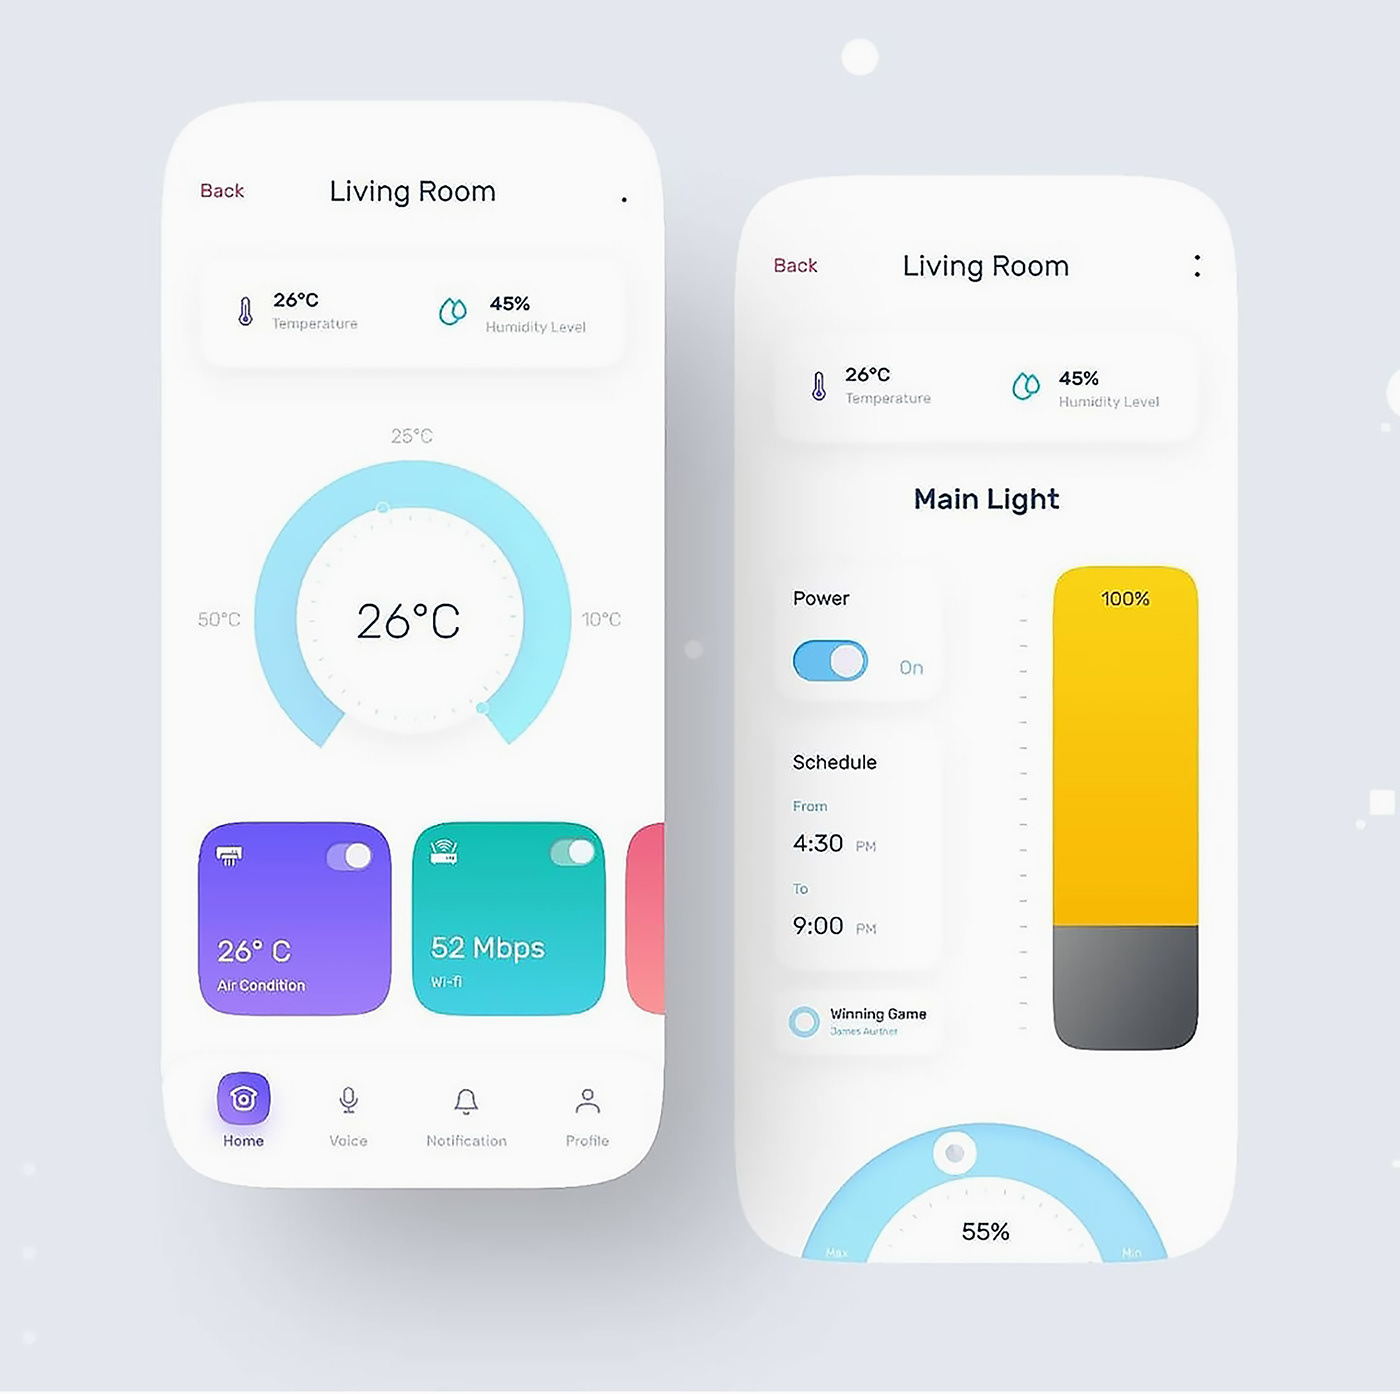 Back
Living Room
26°C
Temperature
45%
Humidity Level
25°C
50°C
26°C
10°C
26° C
Air Condition
52 Mbps
Wi-fi
Home
Voice
Notification
Profile
Back
Living Room
26°C
Temperature
45%
Humidity Level
Main Light
Power
On
Schedule
From
4:30 PM
To
9:00 PM
Winning Game
James Aurther
100%
55%
Max
Min